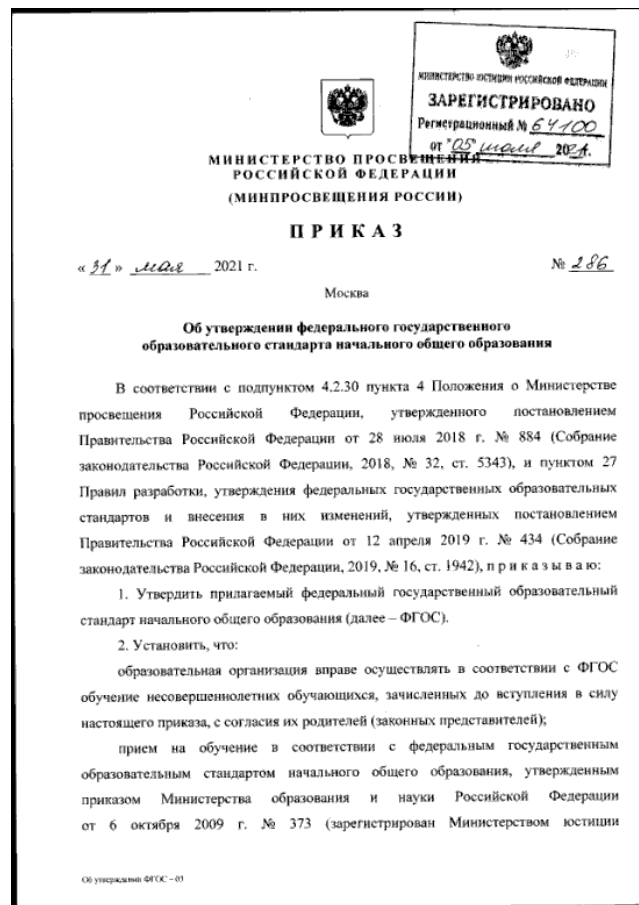 МИНИСТЕРСТВО ЮСТИЦИИ РОССИЙСКОЙ ФЕДЕРАЦИИ
ЗАРЕГИСТРИРОВАНО
Регистрационный № 64100
от "05" июля 2021.
МИНИСТЕРСТВО ПРОСВЕЩЕНИЯ
РОССИЙСКОЙ ФЕДЕРАЦИИ
(МИНПРОСВЕЩЕНИЯ РОССИИ)
ПРИКАЗ
« 31 » мая 2021 г. № 286
Москва
Об утверждении федерального государственного
образовательного стандарта начального общего образования
В соответствии с подпунктом 4.2.30 пункта 4 Положения о Министерстве
просвещения Российской Федерации, утвержденного постановлением
Правительства Российской Федерации от 28 июля 2018 г. № 884 (Собрание
законодательства Российской Федерации, 2018, № 32, ст. 5343), и пунктом 27
Правил разработки, утверждения федеральных государственных образовательных
стандартов и внесения в них изменений, утвержденных постановлением
Правительства Российской Федерации от 12 апреля 2019 г. № 434 (Собрание
законодательства Российской Федерации, 2019, № 16, ст. 1942), п р и к а з ы в а ю:
1. Утвердить прилагаемый федеральный государственный образовательный
стандарт начального общего образования (далее – ФГОС).
2. Установить, что:
образовательная организация вправе осуществлять в соответствии с ФГОС
обучение несовершеннолетних обучающихся, зачисленных до вступления в силу
настоящего приказа, с согласия их родителей (законных представителей);
прием на обучение в соответствии с федеральным государственным
образовательным стандартом начального общего образования, утвержденным
приказом Министерства образования и науки Российской Федерации
от 6 октября 2009 г. № 373 (зарегистрирован Министерством юстиции
Об утверждении ФГОС – 03